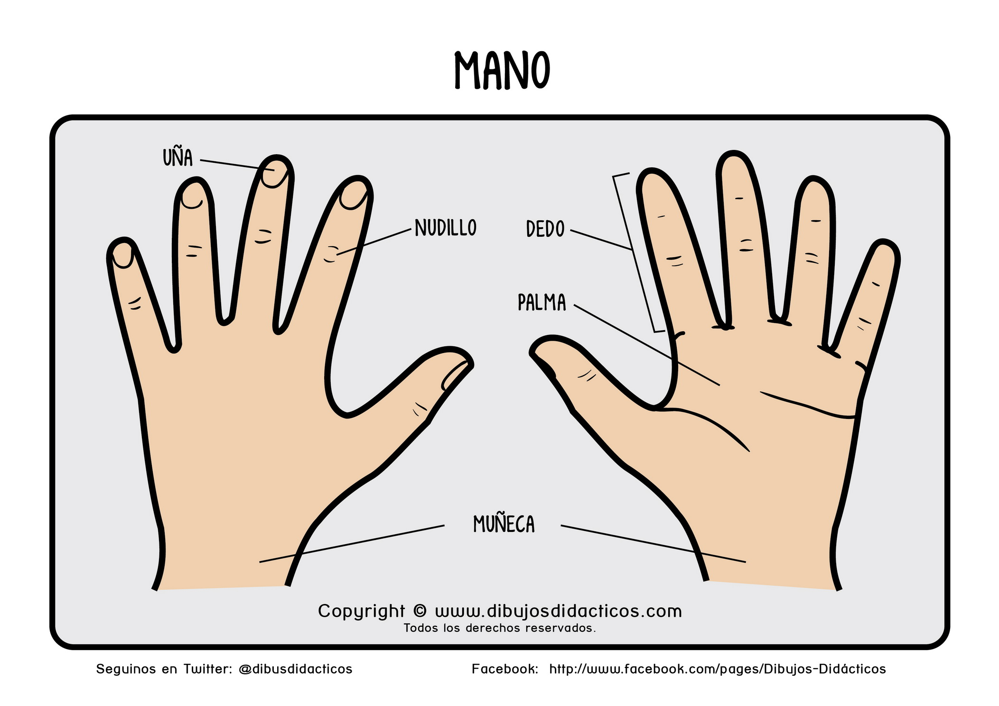 MANO
UÑA
NUDILLO
DEDO
PALMA
MUÑECA
Copyright © www.dibujosdidacticos.com
Todos los derechos reservados.
Seguinos en Twitter: @dibusdidacticos
Facebook: http://www.facebook.com/pages/Dibujos-Didácticos